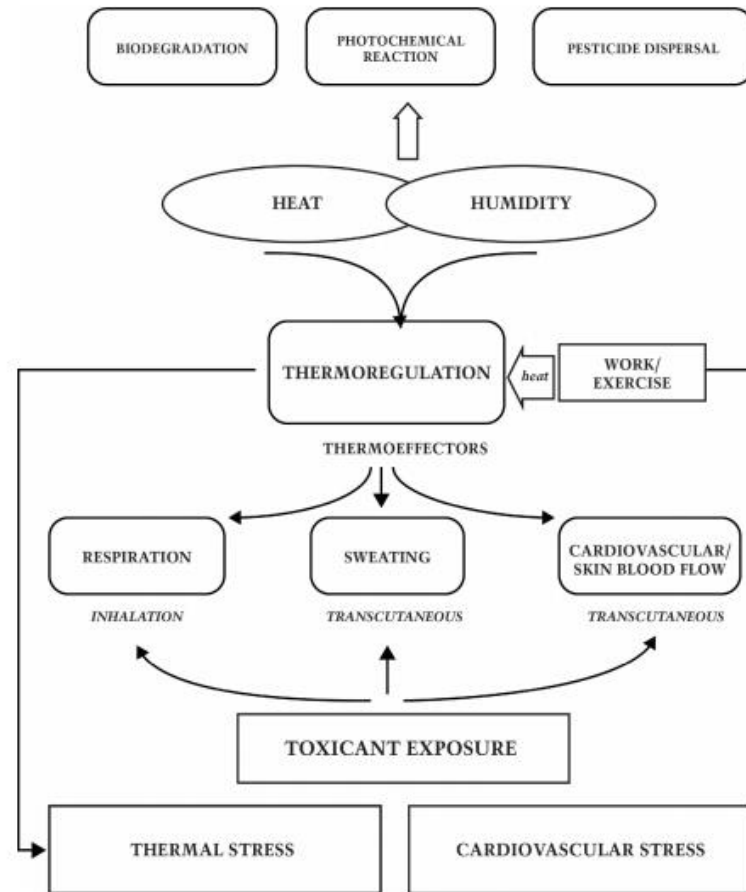 BIODEGRADATION
PHOTOCHEMICAL
REACTION
PESTICIDE DISPERSAL
HEAT
HUMIDITY
THERMOREGULATION
heat
WORK/
EXERCISE
THERMOEFFECTORS
RESPIRATION
SWEATING
CARDIOVASCULAR/
SKIN BLOOD FLOW
INHALATION
TRANSCUTANEOUS
TRANSCUTANEOUS
TOXICANT EXPOSURE
THERMAL STRESS
CARDIOVASCULAR STRESS